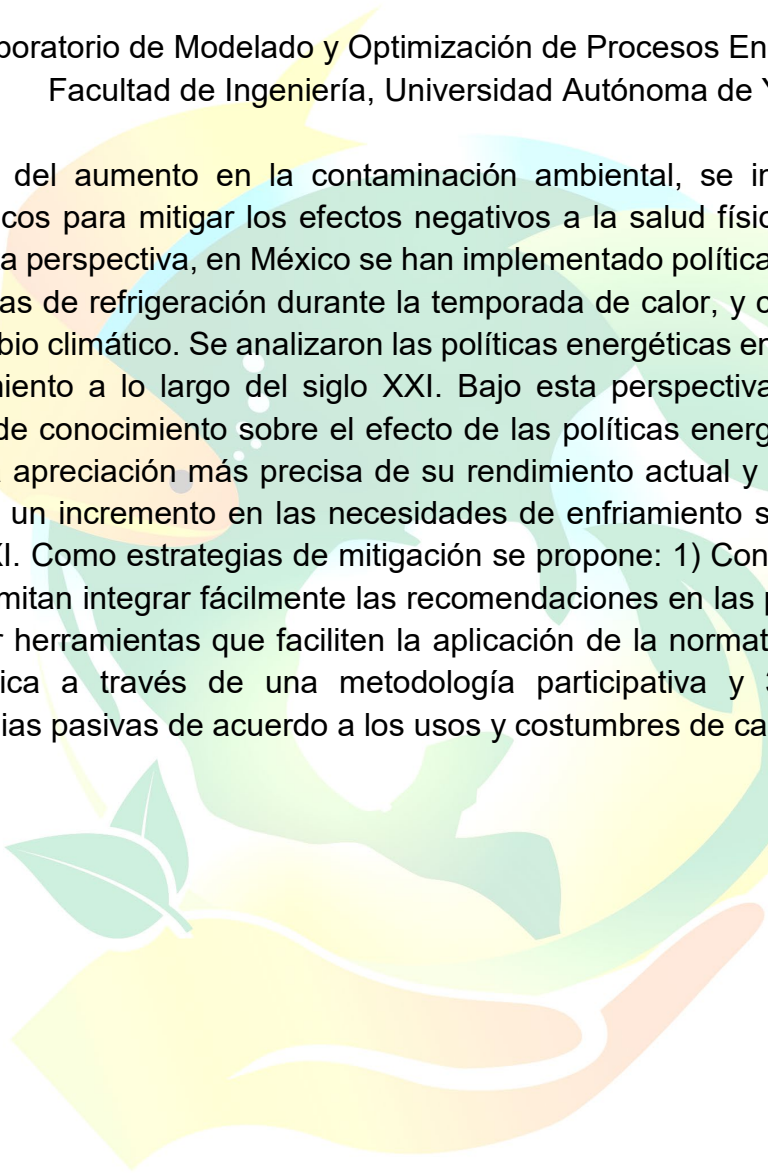 boratorio de Modelado y Optimización de Procesos En
Facultad de Ingeniería, Universidad Autónoma de Y
del aumento en la contaminación ambiental, se in
cos para mitigar los efectos negativos a la salud físic
a perspectiva, en México se han implementado política
as de refrigeración durante la temporada de calor, y c
bio climático. Se analizaron las políticas energéticas en
iento a lo largo del siglo XXI. Bajo esta perspectiva
de conocimiento sobre el efecto de las políticas energ
apreciación más precisa de su rendimiento actual y
un incremento en las necesidades de enfriamiento s
I. Como estrategias de mitigación se propone: 1) Con
mitan integrar fácilmente las recomendaciones en las p
r herramientas que faciliten la aplicación de la normat
ica a través de una metodología participativa y 3
ias pasivas de acuerdo a los usos y costumbres de ca